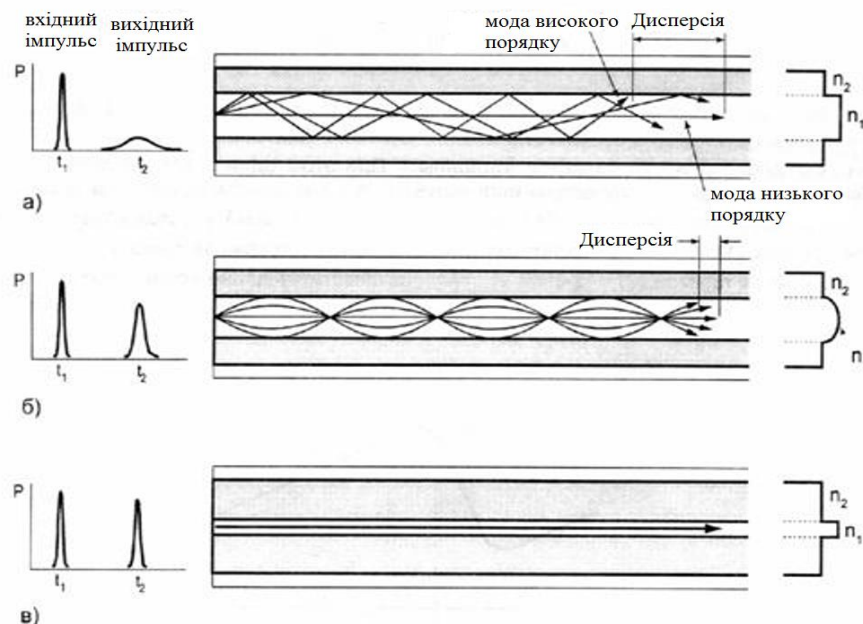 вхідний
імпульс
вихідний
імпульс
P
t₁
t₂
а)
мода високого
порядку
Дисперсія
n₂
n₁
мода низького
порядку
Дисперсія
P
t₁
t₂
б)
n₂
n
P
t₁
t₂
в)
n₂
n₁